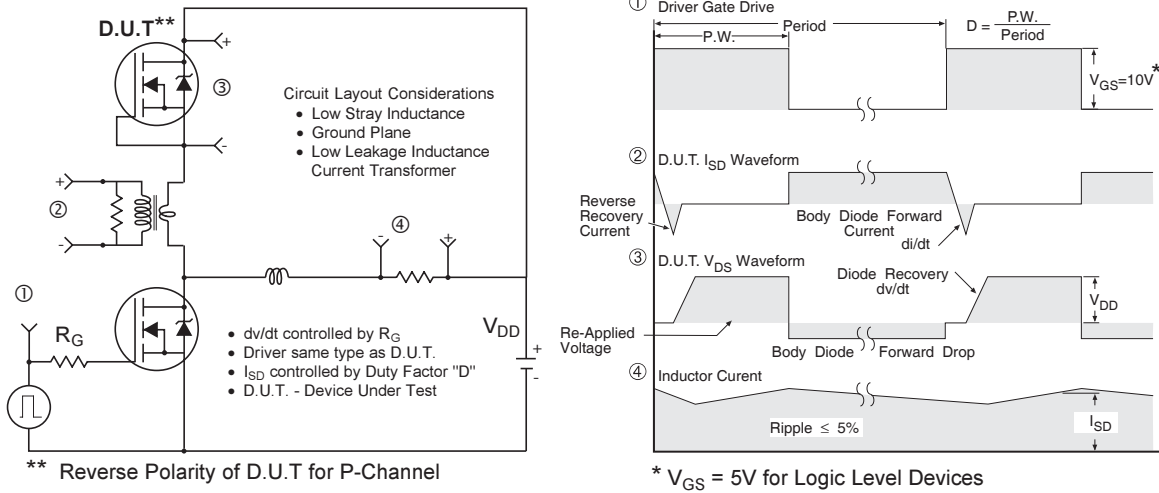 D.U.T**
+
③
-
Circuit Layout Considerations
• Low Stray Inductance
• Ground Plane
• Low Leakage Inductance
Current Transformer
+
②
-
④
- +
①
R_G
• dv/dt controlled by R_G
• Driver same type as D.U.T.
• I_SD controlled by Duty Factor "D"
• D.U.T. - Device Under Test
V_DD
+
-
** Reverse Polarity of D.U.T for P-Channel
① Driver Gate Drive
Period
P.W.
D = P.W. / Period
V_GS=10V *
② D.U.T. I_SD Waveform
Reverse
Recovery
Current
Body Diode Forward
Current
di/dt
③ D.U.T. V_DS Waveform
Diode Recovery
dv/dt
V_DD
Re-Applied
Voltage
Body Diode Forward Drop
④ Inductor Curent
Ripple ≤ 5%
I_SD
* V_GS = 5V for Logic Level Devices